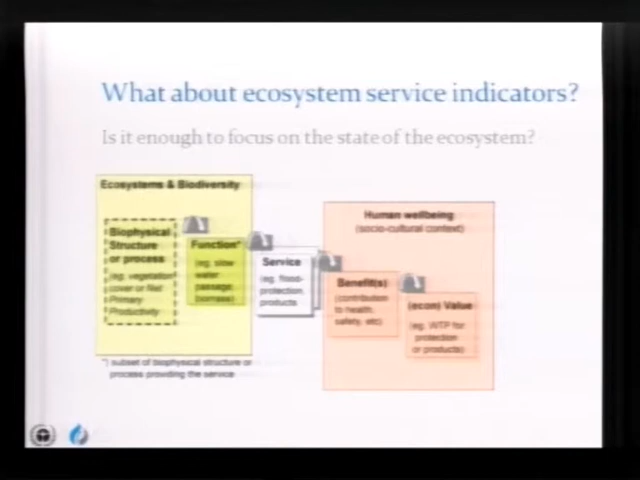 What about ecosystem service indicators?
Is it enough to focus on the state of the ecosystem?
Ecosystems & Biodiversity
Biophysical
Structure
or process
(eg. vegetation
cover or Net
Primary
Productivity
Function*
(eg. slow
water
passage,
biomass)
Service
(eg. flood-
protection,
products
Human wellbeing
(socio-cultural context)
Benefit(s)
(contribution
to health,
safety, etc)
(econ) Value
(eg. WTP for
protection
or products)
*) subset of biophysical structure or
process providing the service